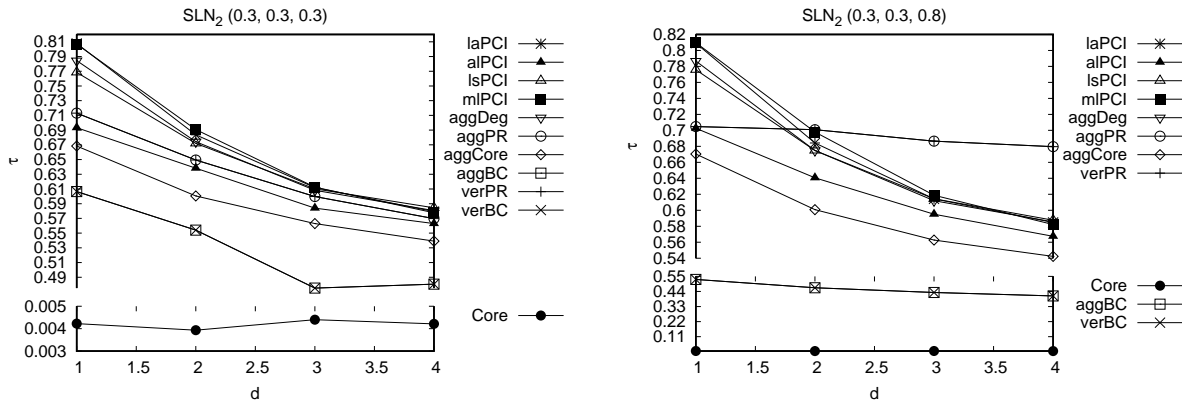 SLN2 (0.3, 0.3, 0.3)
0.81
0.79
0.77
0.75
0.73
0.71
0.69
0.67
0.65
0.63
0.61
0.59
0.57
0.55
0.53
0.51
0.49
τ
0.005
0.004
0.003
1 1.5 2 2.5 3 3.5 4
d
laPCI
alPCI
lsPCI
mlPCI
aggDeg
aggPR
aggCore
aggBC
verPR
verBC
Core
SLN2 (0.3, 0.3, 0.8)
0.82
0.8
0.78
0.76
0.74
0.72
0.7
0.68
0.66
0.64
0.62
0.6
0.58
0.56
0.54
τ
0.55
0.44
0.33
0.22
0.11
1 1.5 2 2.5 3 3.5 4
d
laPCI
alPCI
lsPCI
mlPCI
aggDeg
aggPR
aggCore
verPR
Core
aggBC
verBC